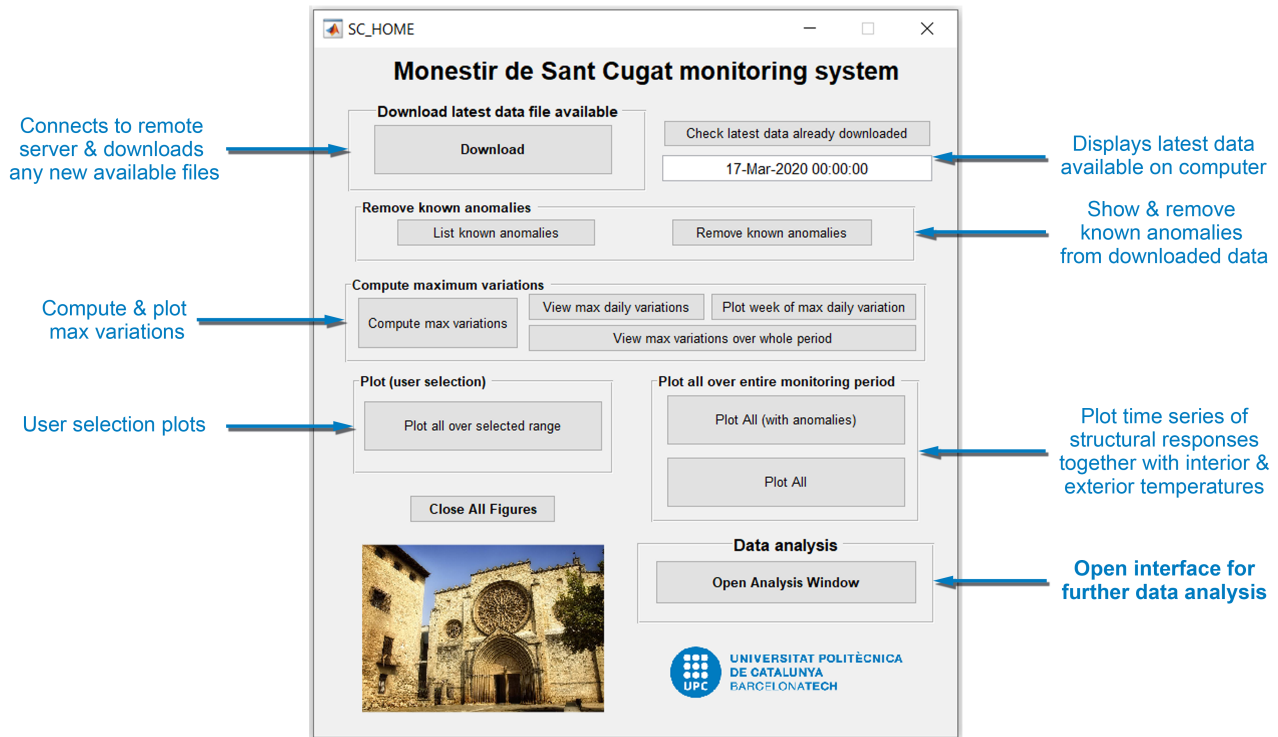 SC_HOME
Monestir de Sant Cugat monitoring system
Download latest data file available
Download
Check latest data already downloaded
17-Mar-2020 00:00:00
Connects to remote
server & downloads
any new available files
Displays latest data
available on computer
Remove known anomalies
List known anomalies
Remove known anomalies
Show & remove
known anomalies
from downloaded data
Compute maximum variations
Compute max variations
View max daily variations
Plot week of max daily variation
View max variations over whole period
Compute & plot
max variations
Plot (user selection)
Plot all over selected range
User selection plots
Plot all over entire monitoring period
Plot All (with anomalies)
Plot All
Plot time series of
structural responses
together with interior &
exterior temperatures
Close All Figures
Data analysis
Open Analysis Window
Open interface for
further data analysis
UPC
UNIVERSITAT POLITÈCNICA
DE CATALUNYA
BARCELONATECH